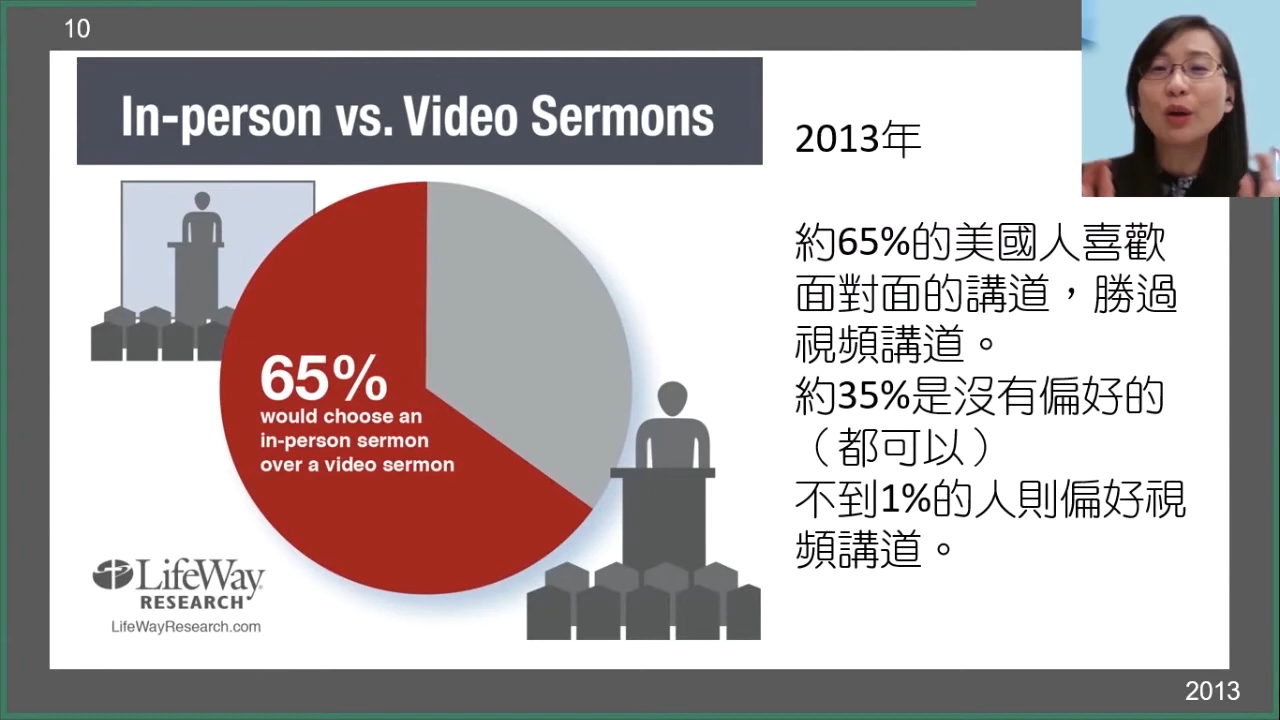 10
In-person vs. Video Sermons
2013年
約65%的美國人喜歡
面對面的講道，勝過
視頻講道。
約35%是沒有偏好的
（都可以）
不到1%的人則偏好視
頻講道。
65%
would choose an
in-person sermon
over a video sermon
LifeWay
RESEARCH
LifeWayResearch.com
2013